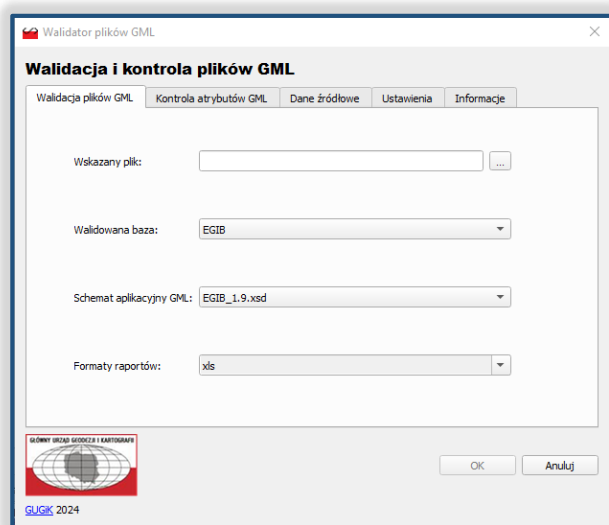 Walidator plików GML
Walidacja i kontrola plików GML
Walidacja plików GML Kontrola atrybutów GML Dane źródłowe Ustawienia Informacje
Wskazany plik: ...
Walidowana baza: EGIB
Schemat aplikacyjny GML: EGIB_1.9.xsd
Formaty raportów: xls
GŁÓWNY URZĄD GEODEZJI I KARTOGRAFII
OK Anuluj
GUGiK 2024